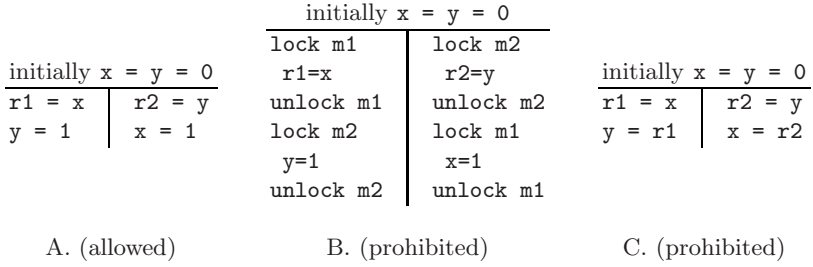 initially x = y = 0
r1 = x r2 = y
y = 1 x = 1
A. (allowed)
initially x = y = 0
lock m1 lock m2
r1=x r2=y
unlock m1 unlock m2
lock m2 lock m1
y=1 x=1
unlock m2 unlock m1
B. (prohibited)
initially x = y = 0
r1 = x r2 = y
y = r1 x = r2
C. (prohibited)